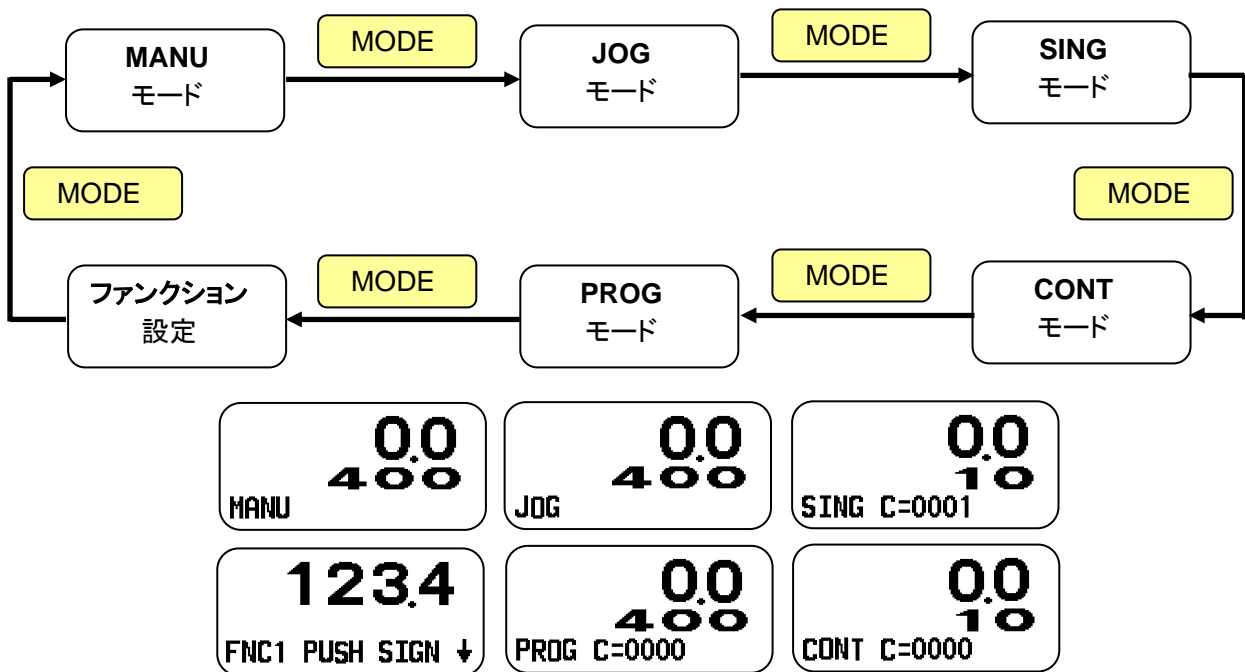 MANU
モード
MODE
JOG
モード
MODE
SING
モード
MODE
MODE
ファンクション
設定
MODE
PROG
モード
MODE
CONT
モード
0.0
400
MANU
0.0
400
JOG
0.0
10
SING C=0001
123.4
FNC1 PUSH SIGN ↓
0.0
400
PROG C=0000
0.0
10
CONT C=0000